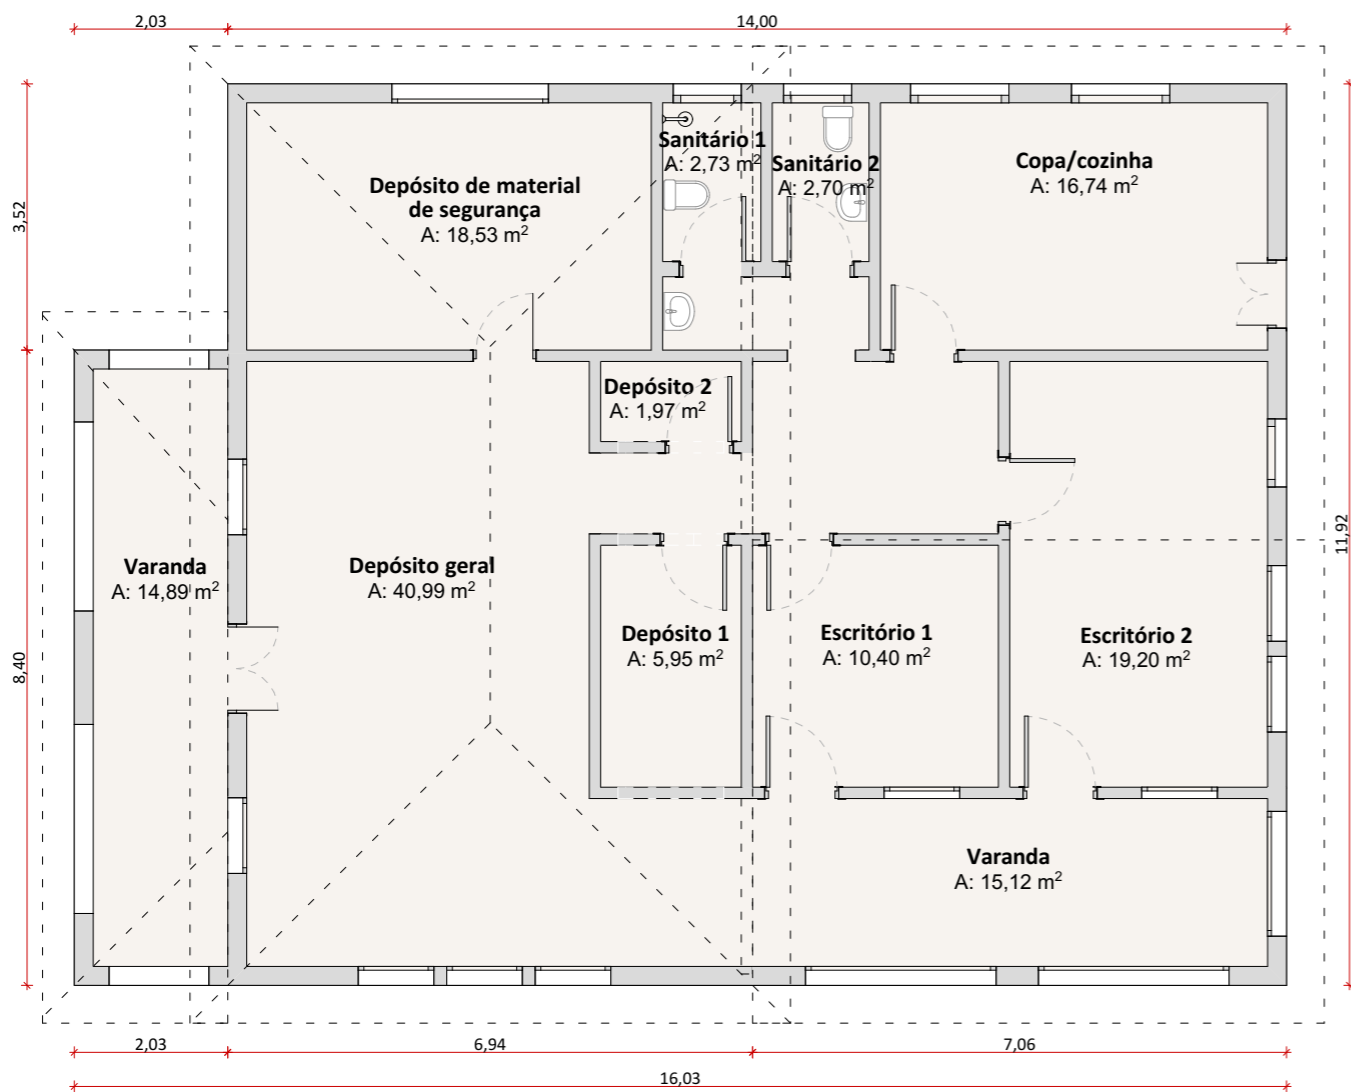 2,03
14,00
Sanitário 1
A: 2,73 m²
Sanitário 2
A: 2,70 m²
Copa/cozinha
A: 16,74 m²
Depósito de material
de segurança
A: 18,53 m²
3,52
Depósito 2
A: 1,97 m²
11,92
Varanda
A: 14,89 m²
Depósito geral
A: 40,99 m²
Depósito 1
A: 5,95 m²
Escritório 1
A: 10,40 m²
Escritório 2
A: 19,20 m²
8,40
Varanda
A: 15,12 m²
2,03
6,94
7,06
16,03